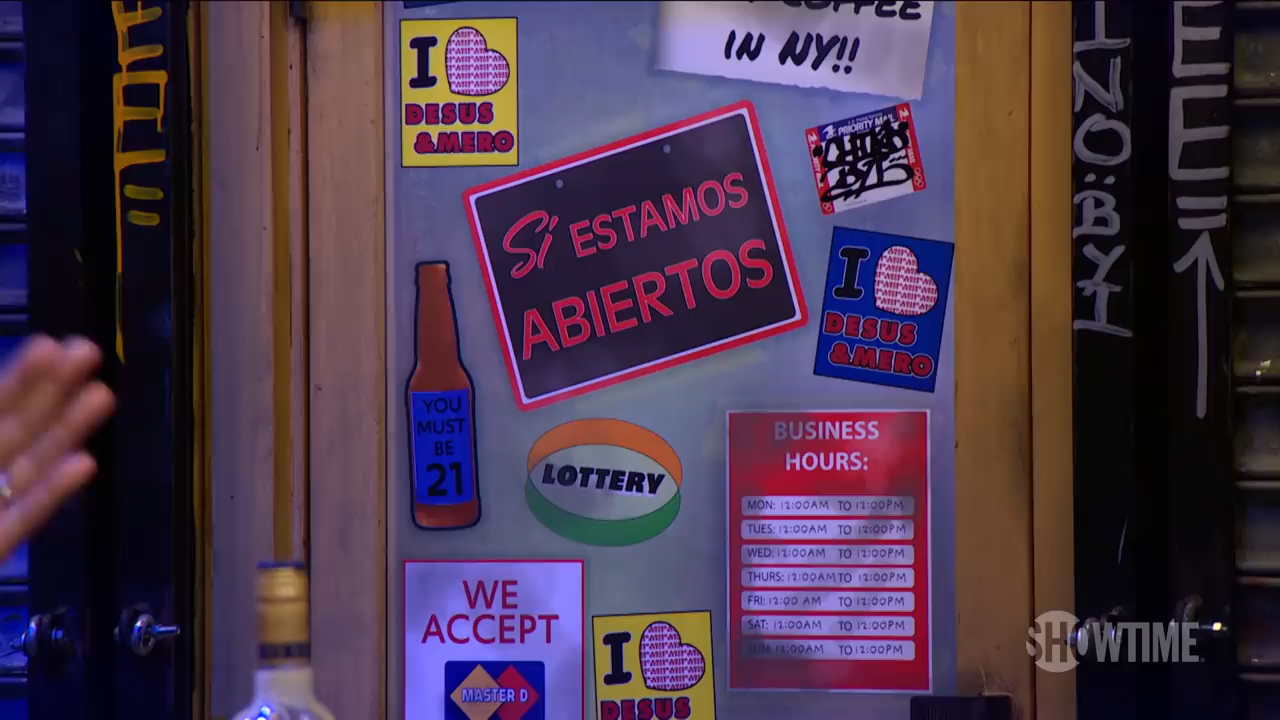 COFFEE
IN NY!!
I
DESUS
&MERO
PRIORITY MAIL
Sí ESTAMOS
ABIERTOS
I
DESUS
&MERO
YOU
MUST
BE
21
LOTTERY
BUSINESS
HOURS:
MON: 12:00AM TO 12:00PM
TUES: 12:00AM TO 12:00PM
WED: 12:00AM TO 12:00PM
THURS: 12:00AM TO 12:00PM
FRI: 12:00 AM TO 12:00PM
SAT: 12:00AM TO 12:00PM
SUN: 12:00AM TO 12:00PM
WE
ACCEPT
MASTER D
I
DESUS
SHOWTIME